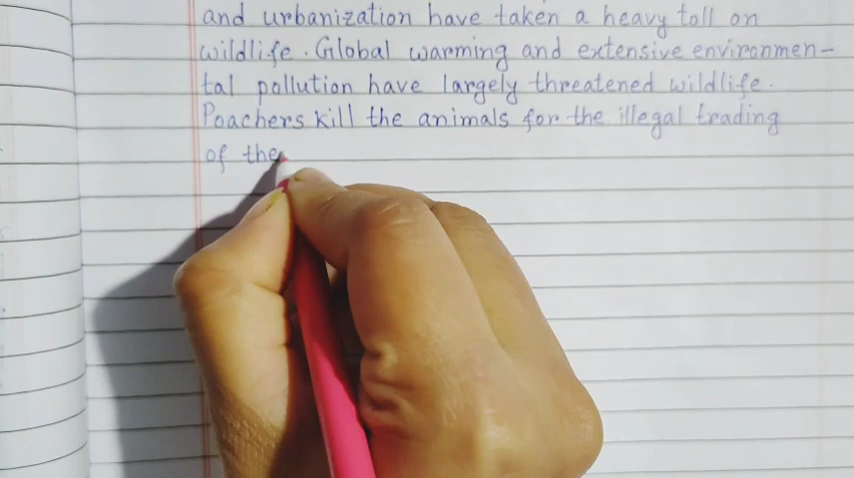 and urbanization have taken a heavy toll on
wildlife. Global warming and extensive environmen-
tal pollution have largely threatened wildlife.
Poachers kill the animals for the illegal trading
of the